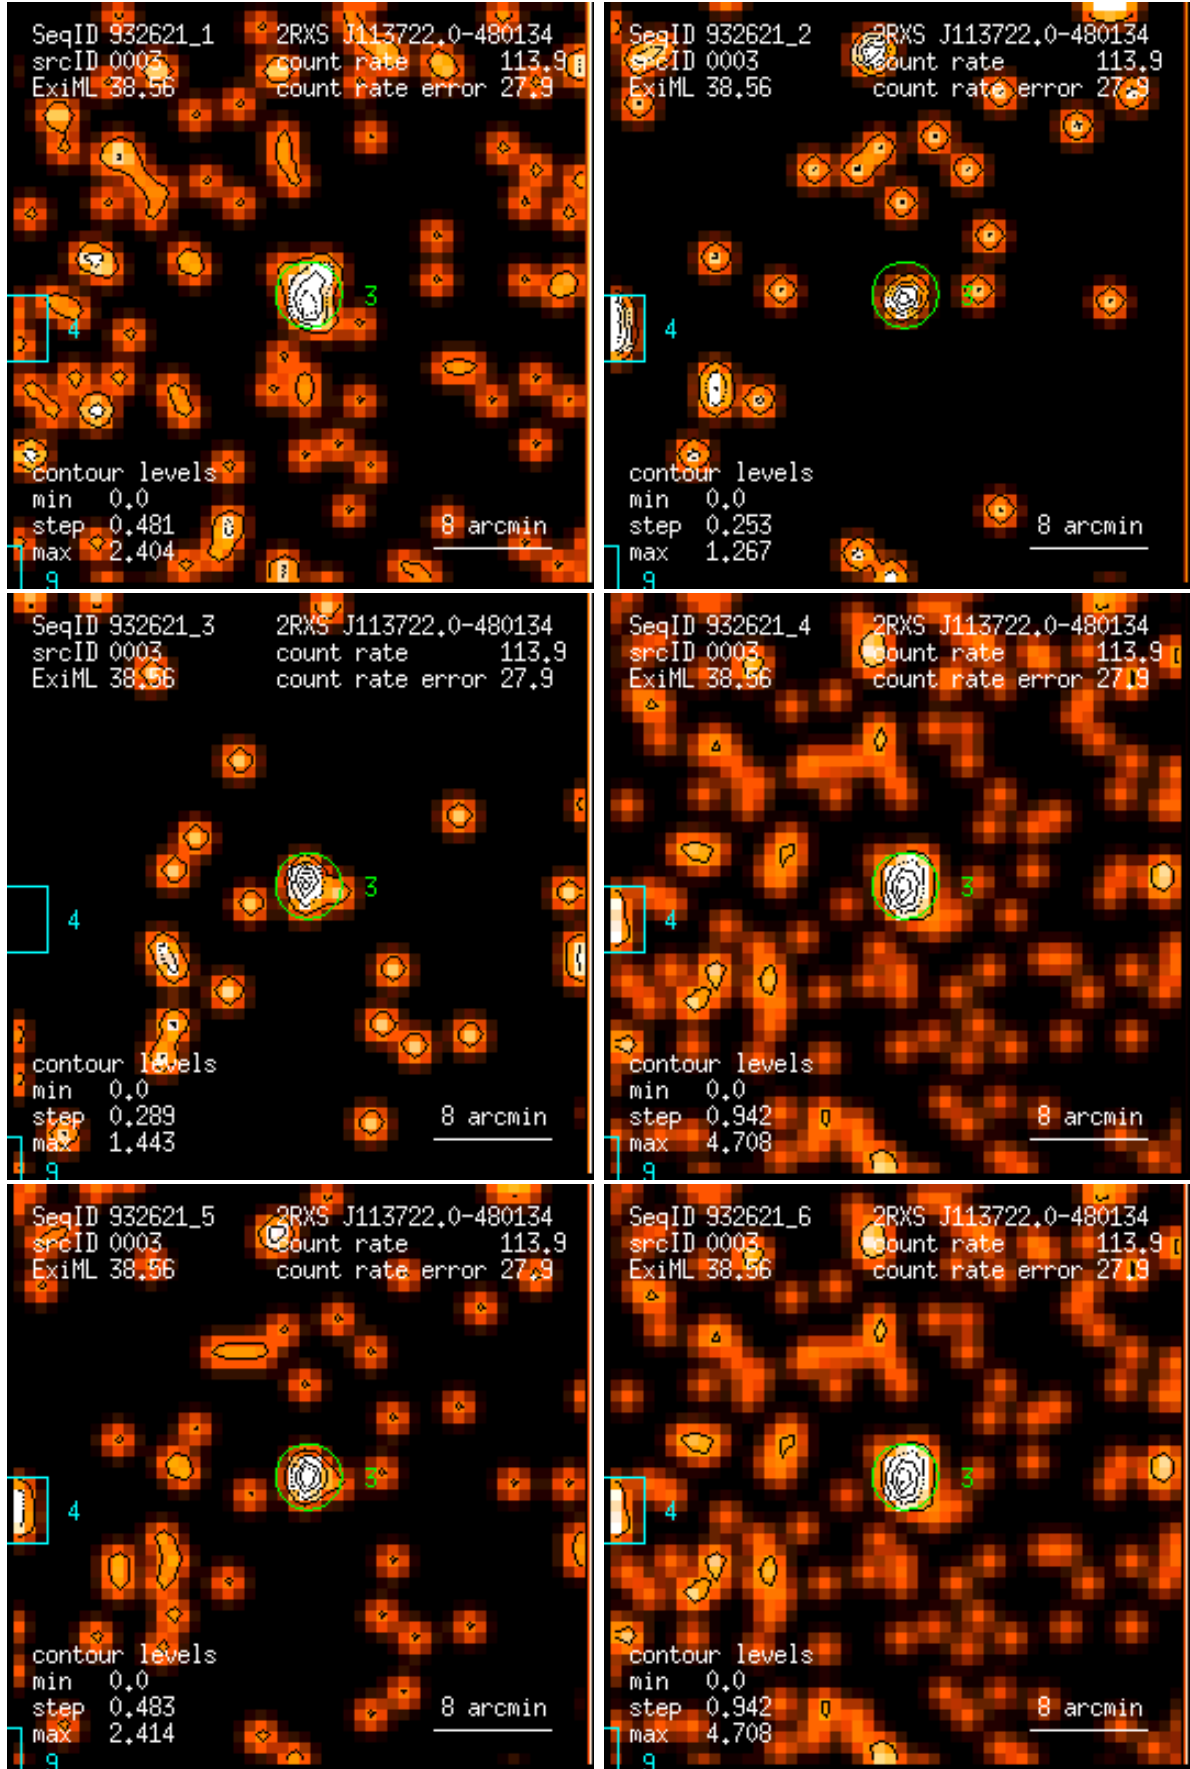 SeqID 932621_1 2RXS J113722.0-480134
srcID 0003 count rate 113.9
ExiML 38.56 count rate error 27.9
3
4
contour levels
min 0.0
step 0.481 8 arcmin
max 2.404
9
SeqID 932621_2 2RXS J113722.0-480134
srcID 0003 count rate 113.9
ExiML 38.56 count rate error 27.9
3
4
contour levels
min 0.0
step 0.253 8 arcmin
max 1.267
9
SeqID 932621_3 2RXS J113722.0-480134
srcID 0003 count rate 113.9
ExiML 38.56 count rate error 27.9
3
4
contour levels
min 0.0
step 0.289 8 arcmin
max 1.443
9
SeqID 932621_4 2RXS J113722.0-480134
srcID 0003 count rate 113.9
ExiML 38.56 count rate error 27.9
3
4
contour levels
min 0.0
step 0.942 8 arcmin
max 4.708
9
SeqID 932621_5 2RXS J113722.0-480134
srcID 0003 count rate 113.9
ExiML 38.56 count rate error 27.9
3
4
contour levels
min 0.0
step 0.483 8 arcmin
max 2.414
9
SeqID 932621_6 2RXS J113722.0-480134
srcID 0003 count rate 113.9
ExiML 38.56 count rate error 27.9
3
4
contour levels
min 0.0
step 0.942 8 arcmin
max 4.708
9